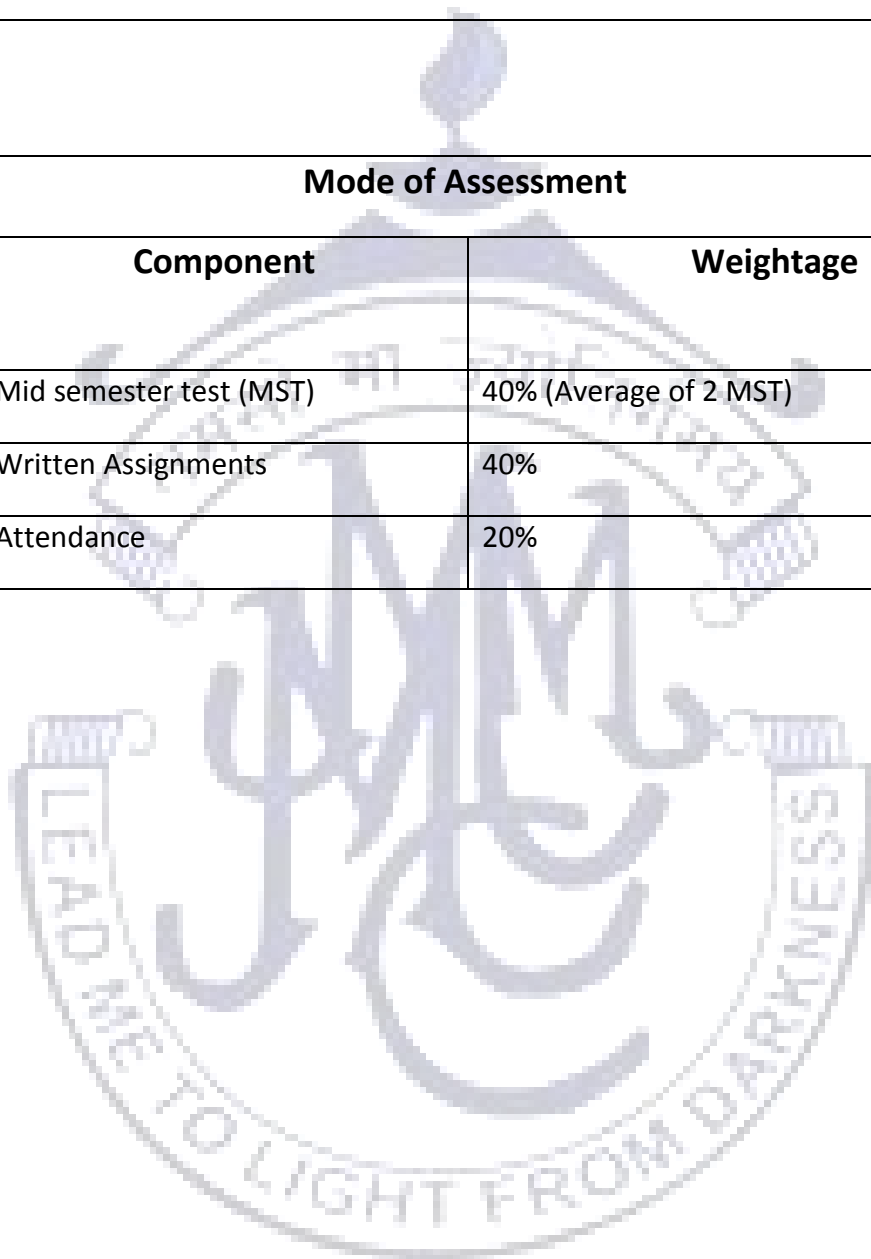 Mode of Assessment
Component Weightage
Mid semester test (MST) 40% (Average of 2 MST)
Written Assignments 40%
Attendance 20%
LEAD ME TO LIGHT FROM DARKNESS